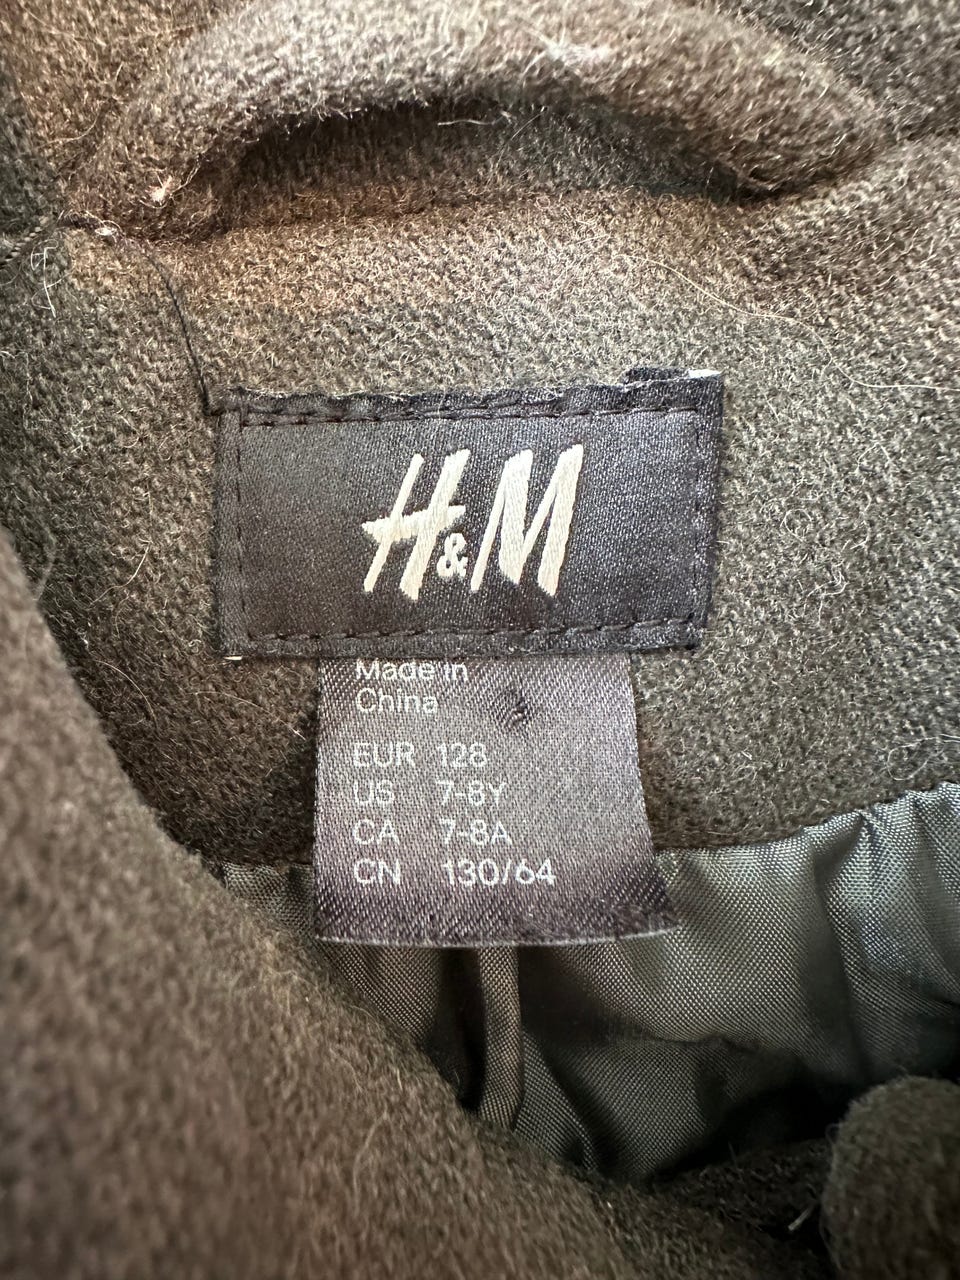 H&M
Made in
China
EUR 128
US 7-8Y
CA 7-8A
CN 130/64